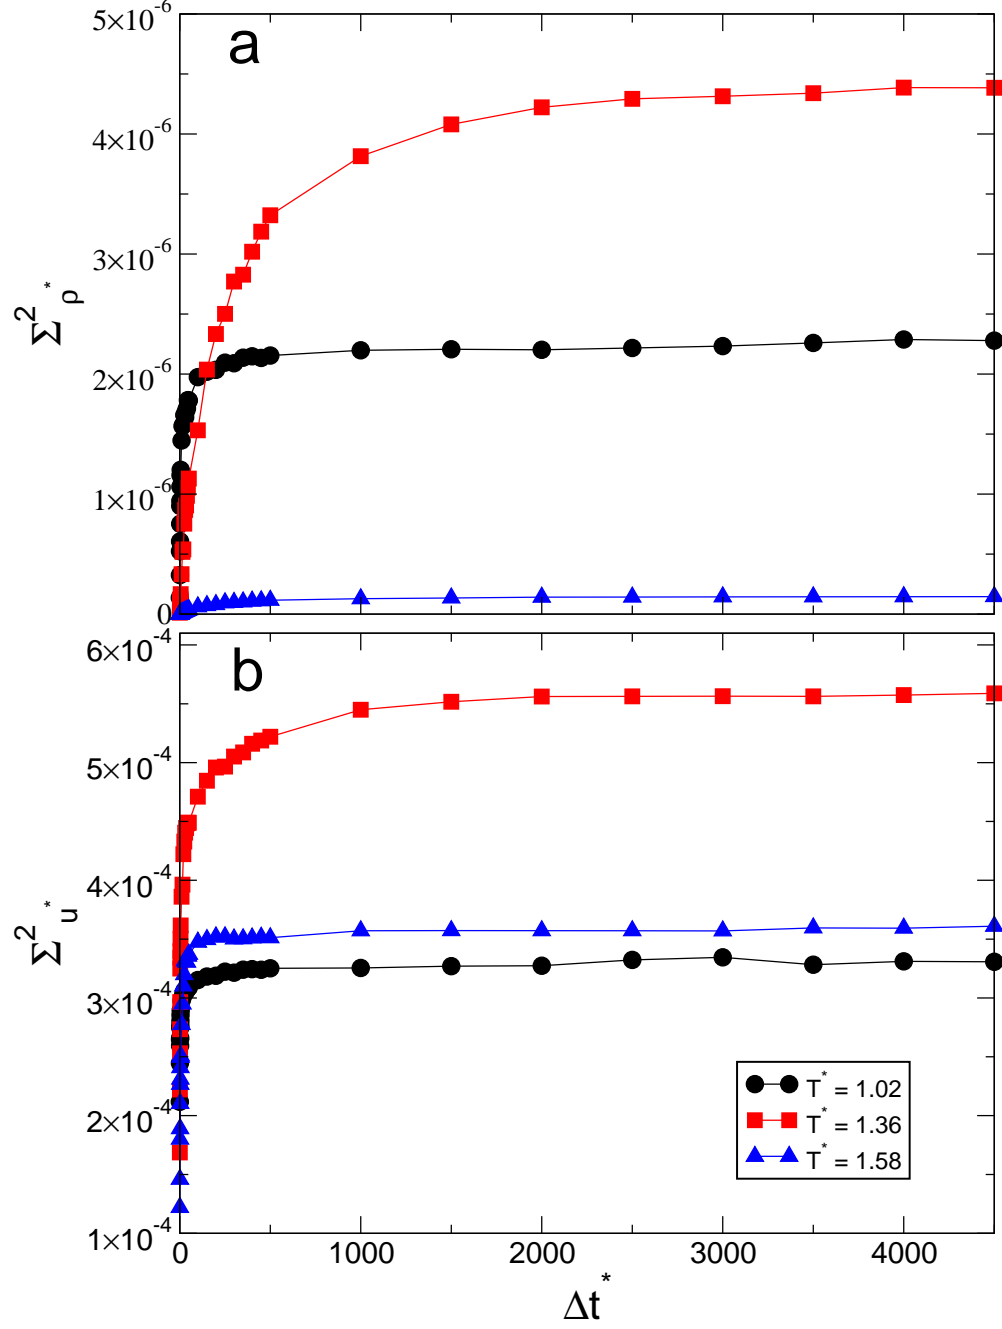 a
5×10⁻⁶
4×10⁻⁶
3×10⁻⁶
2×10⁻⁶
1×10⁻⁶
0
Σ²ρ*
b
6×10⁻⁴
5×10⁻⁴
4×10⁻⁴
3×10⁻⁴
2×10⁻⁴
1×10⁻⁴
Σ²u*
T* = 1.02
T* = 1.36
T* = 1.58
0 1000 2000 3000 4000
Δt*